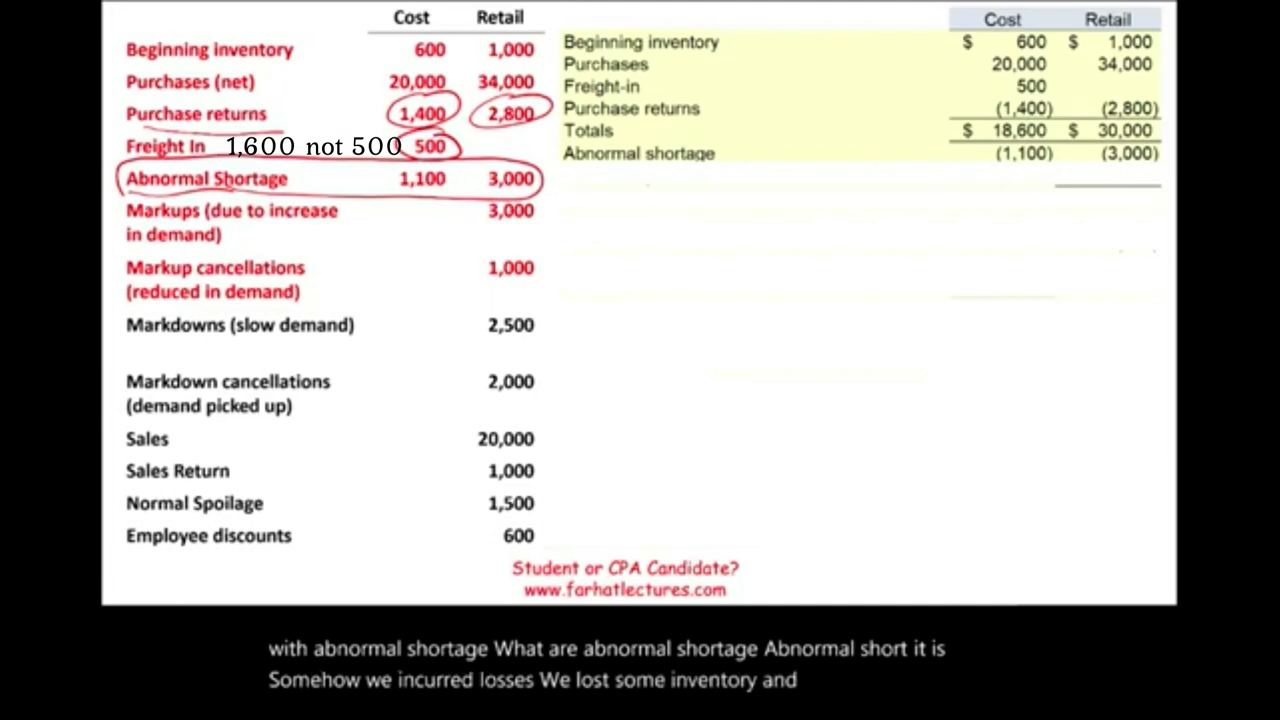 Cost Retail
Beginning inventory 600 1,000
Purchases (net) 20,000 34,000
Purchase returns 1,400 2,800
Freight In 1,600 not 500 500
Abnormal Shortage 1,100 3,000
Markups (due to increase 3,000
in demand)
Markup cancellations 1,000
(reduced in demand)
Markdowns (slow demand) 2,500
Markdown cancellations 2,000
(demand picked up)
Sales 20,000
Sales Return 1,000
Normal Spoilage 1,500
Employee discounts 600
Cost Retail
Beginning inventory $ 600 $ 1,000
Purchases 20,000 34,000
Freight-in 500
Purchase returns (1,400) (2,800)
Totals $ 18,600 $ 30,000
Abnormal shortage (1,100) (3,000)
Student or CPA Candidate?
www.farhatlectures.com
with abnormal shortage What are abnormal shortage Abnormal short it is
Somehow we incurred losses We lost some inventory and